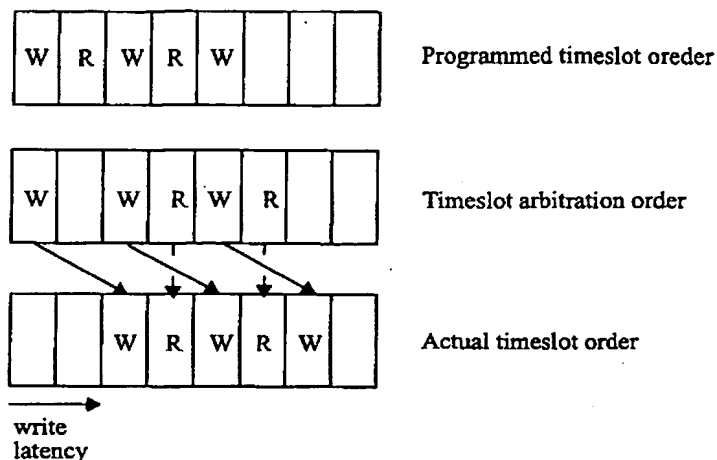 W R W R W
Programmed timeslot oreder
W W R W R
Timeslot arbitration order
W R W R W
Actual timeslot order
write
latency